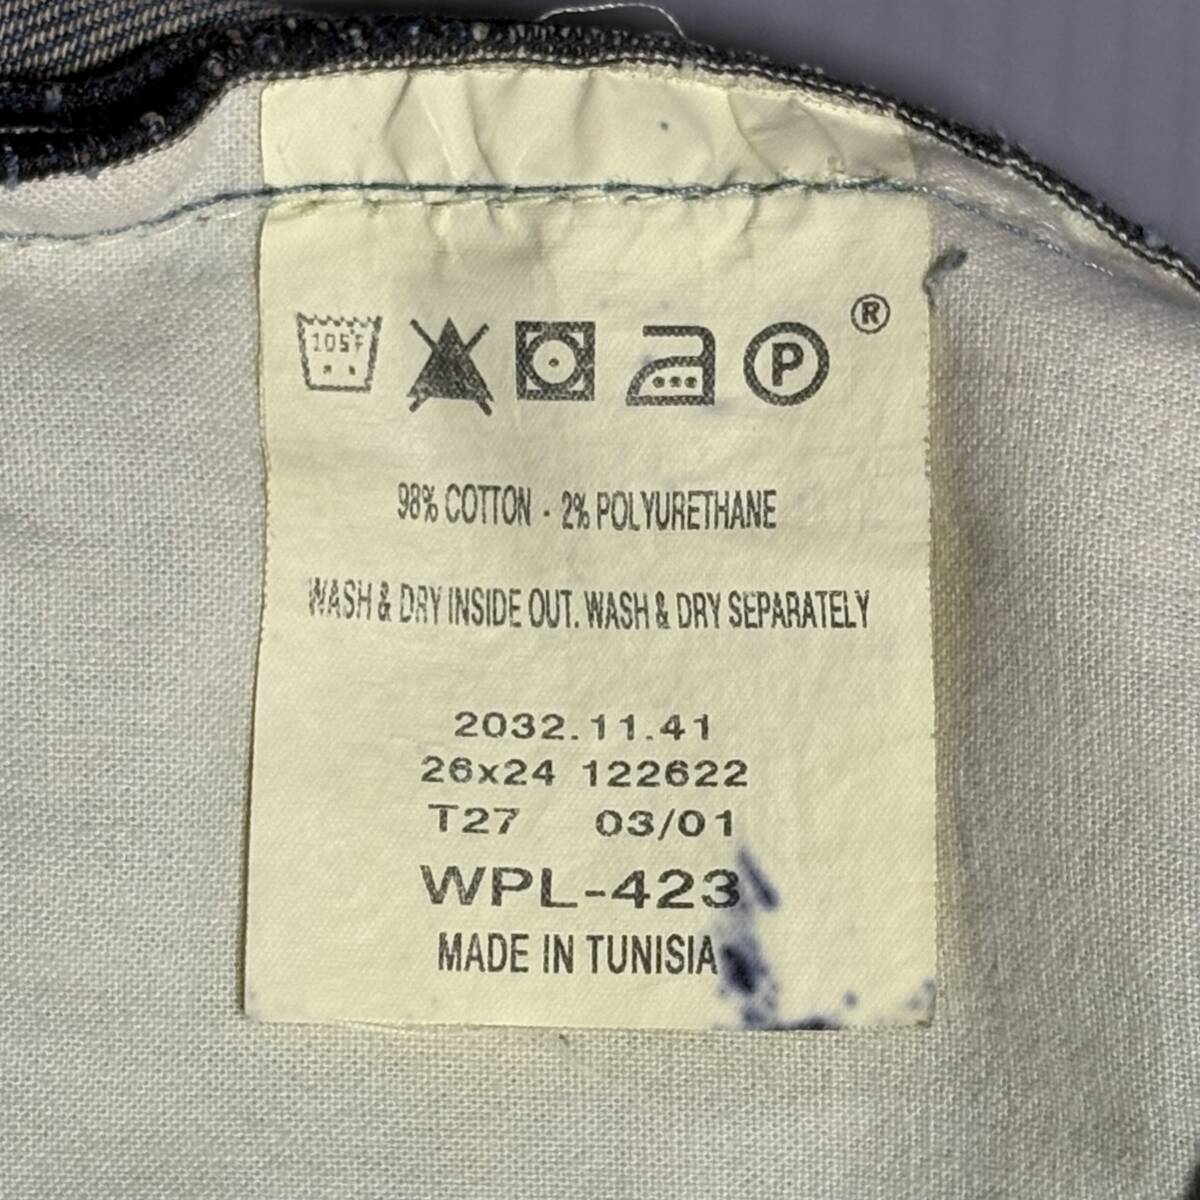 105F
P ®
98% COTTON - 2% POLYURETHANE
WASH & DRY INSIDE OUT. WASH & DRY SEPARATELY
2032.11.41
26x24 122622
T27 03/01
WPL-423
MADE IN TUNISIA